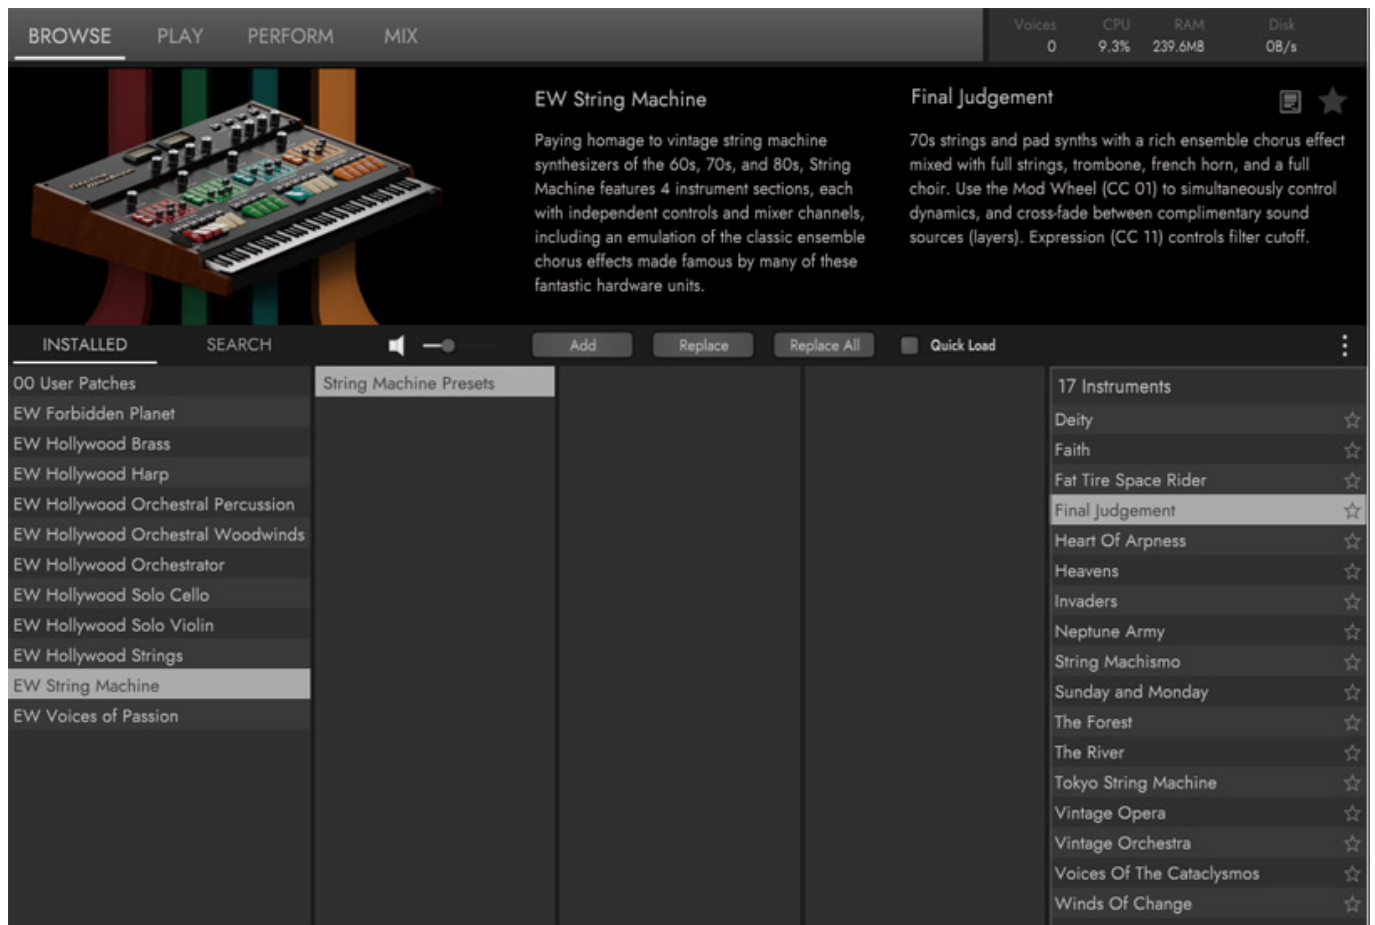 BROWSE PLAY PERFORM MIX
Voices CPU RAM Disk
0 9.3% 239.6MB 0B/s
EW String Machine
Paying homage to vintage string machine
synthesizers of the 60s, 70s, and 80s, String
Machine features 4 instrument sections, each
with independent controls and mixer channels,
including an emulation of the classic ensemble
chorus effects made famous by many of these
fantastic hardware units.
Final Judgement
70s strings and pad synths with a rich ensemble chorus effect
mixed with full strings, trombone, french horn, and a full
choir. Use the Mod Wheel (CC 01) to simultaneously control
dynamics, and cross-fade between complimentary sound
sources (layers). Expression (CC 11) controls filter cutoff.
INSTALLED SEARCH Add Replace Replace All Quick Load
00 User Patches
EW Forbidden Planet
EW Hollywood Brass
EW Hollywood Harp
EW Hollywood Orchestral Percussion
EW Hollywood Orchestral Woodwinds
EW Hollywood Orchestrator
EW Hollywood Solo Cello
EW Hollywood Solo Violin
EW Hollywood Strings
EW String Machine
EW Voices of Passion
String Machine Presets
17 Instruments
Deity
Faith
Fat Tire Space Rider
Final Judgement
Heart Of Arpness
Heavens
Invaders
Neptune Army
String Machismo
Sunday and Monday
The Forest
The River
Tokyo String Machine
Vintage Opera
Vintage Orchestra
Voices Of The Cataclysmos
Winds Of Change